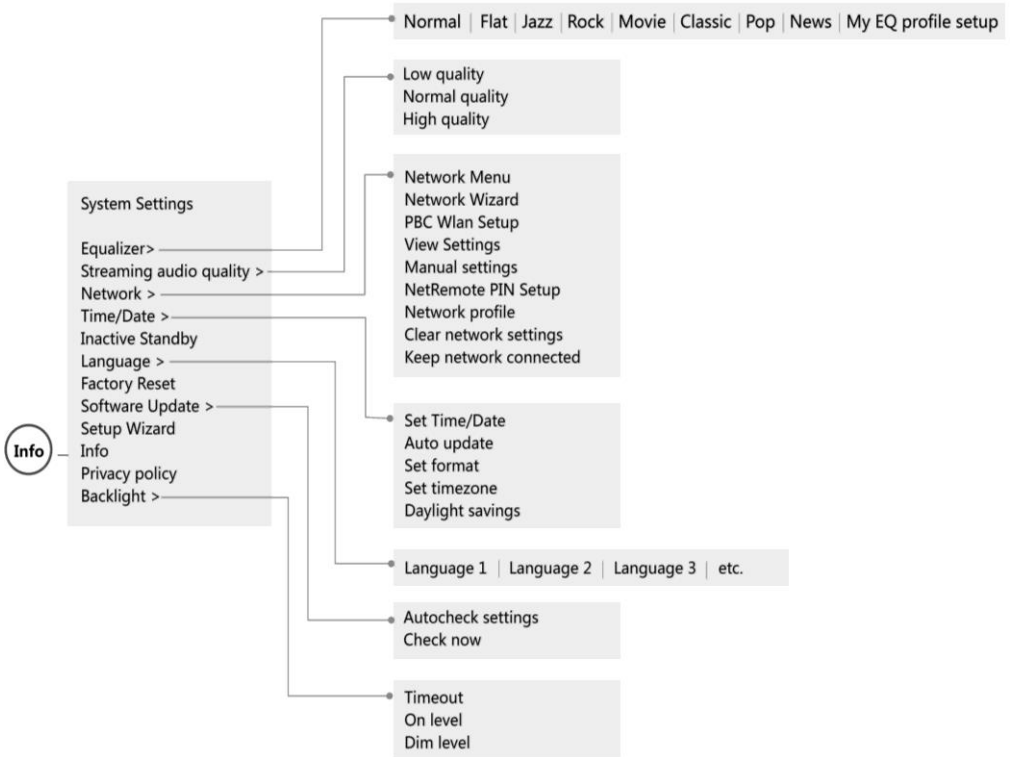 Normal | Flat | Jazz | Rock | Movie | Classic | Pop | News | My EQ profile setup
Low quality
Normal quality
High quality
Network Menu
Network Wizard
PBC Wlan Setup
View Settings
Manual settings
NetRemote PIN Setup
Network profile
Clear network settings
Keep network connected
System Settings
Equalizer>
Streaming audio quality >
Network >
Time/Date >
Inactive Standby
Language >
Factory Reset
Software Update >
Setup Wizard
Info
Privacy policy
Backlight >
Info
Set Time/Date
Auto update
Set format
Set timezone
Daylight savings
Language 1 | Language 2 | Language 3 | etc.
Autocheck settings
Check now
Timeout
On level
Dim level